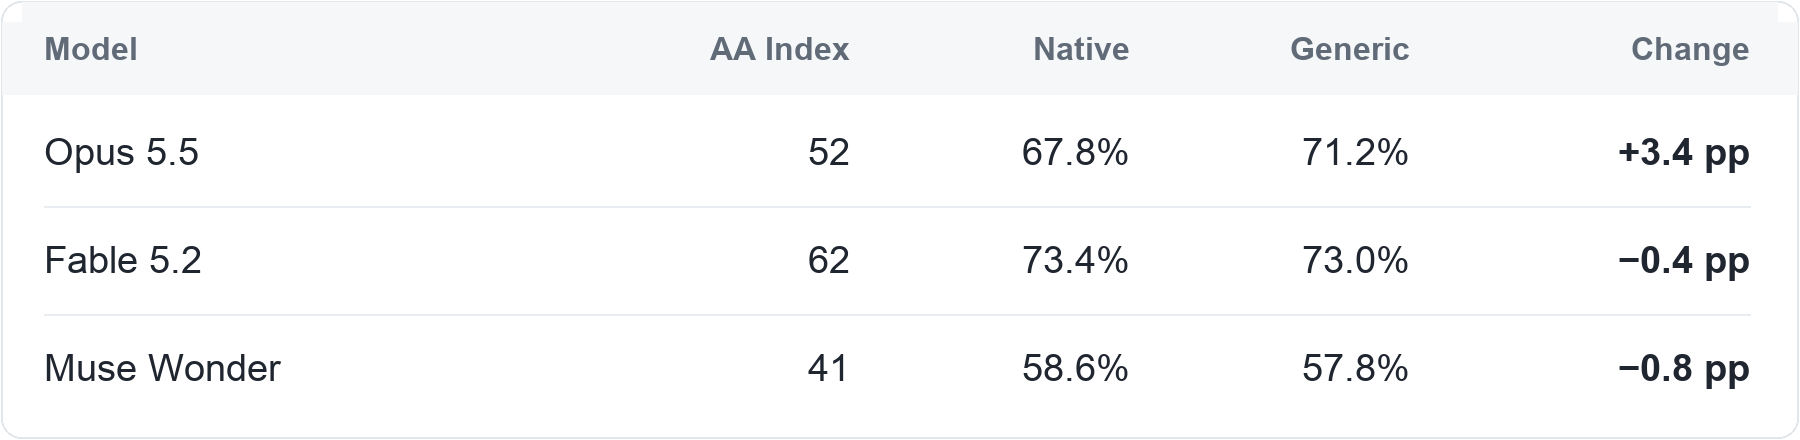 Model AA Index Native Generic Change
Opus 5.5 52 67.8% 71.2% +3.4 pp
Fable 5.2 62 73.4% 73.0% −0.4 pp
Muse Wonder 41 58.6% 57.8% −0.8 pp